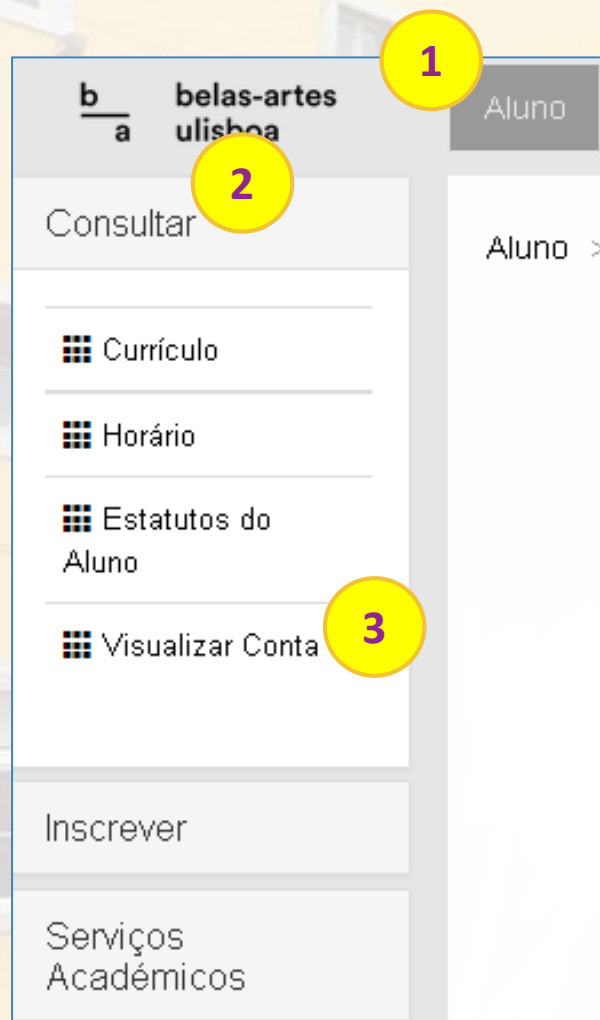 1
b belas-artes
a ulisboa
Aluno
2
Consultar
Aluno >
Currículo
Horário
Estatutos do
Aluno
Visualizar Conta
3
Inscrever
Serviços
Académicos